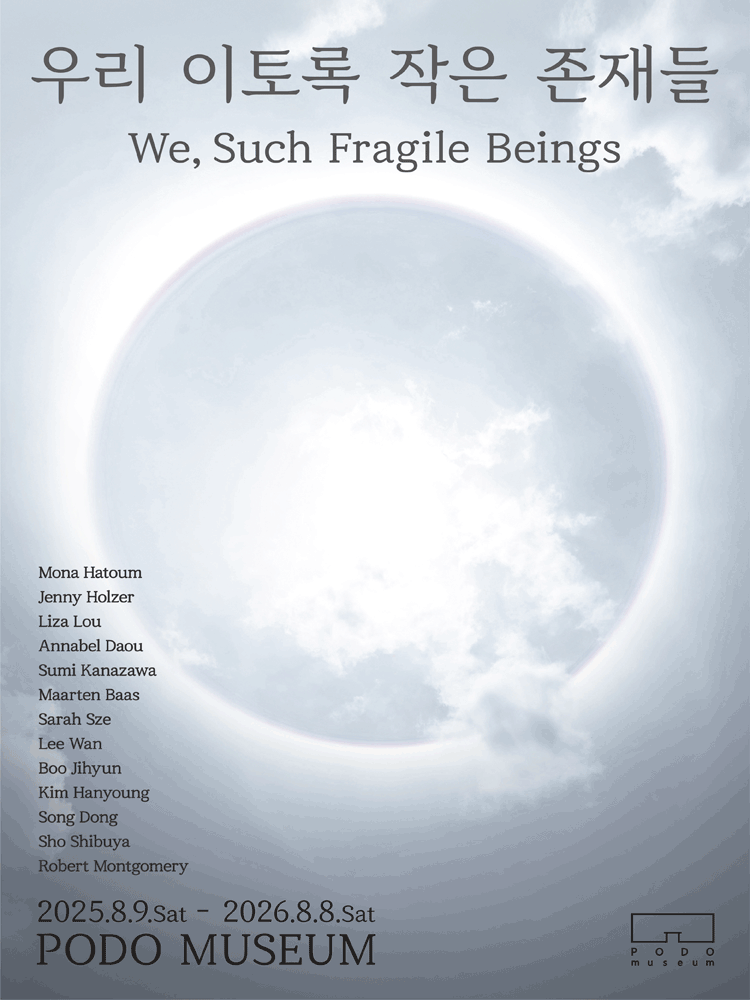 우리 이토록 작은 존재들
We, Such Fragile Beings
Mona Hatoum
Jenny Holzer
Liza Lou
Annabel Daou
Sumi Kanazawa
Maarten Baas
Sarah Sze
Lee Wan
Boo Jihyun
Kim Hanyoung
Song Dong
Sho Shibuya
Robert Montgomery
2025.8.9.Sat - 2026.8.8.Sat
PODO MUSEUM
PODO
museum